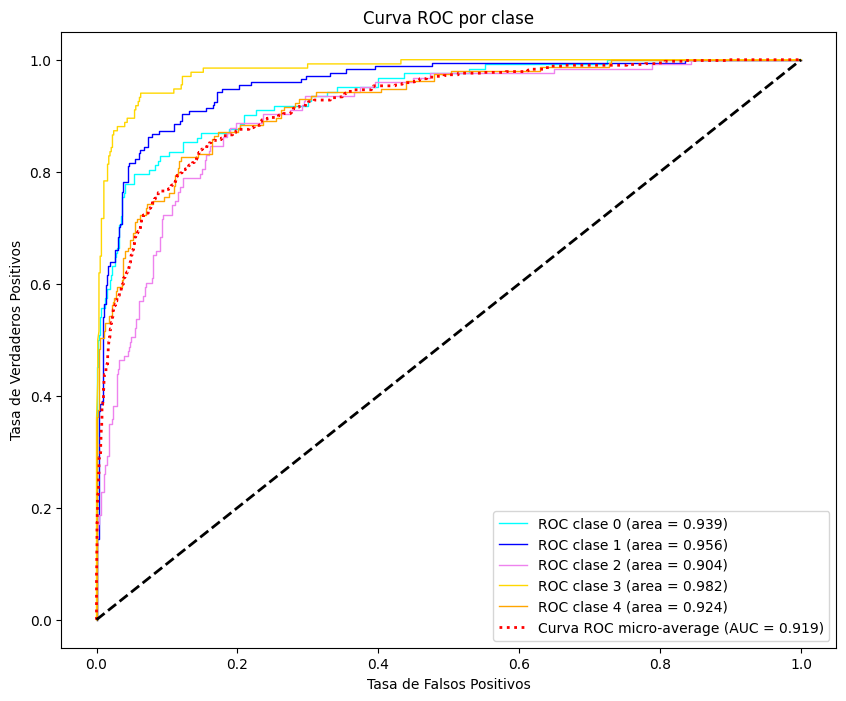 Curva ROC por clase
Tasa de Verdaderos Positivos
1.0
0.8
0.6
0.4
0.2
0.0
0.0 0.2 0.4 0.6 0.8 1.0
Tasa de Falsos Positivos
ROC clase 0 (area = 0.939)
ROC clase 1 (area = 0.956)
ROC clase 2 (area = 0.904)
ROC clase 3 (area = 0.982)
ROC clase 4 (area = 0.924)
Curva ROC micro-average (AUC = 0.919)